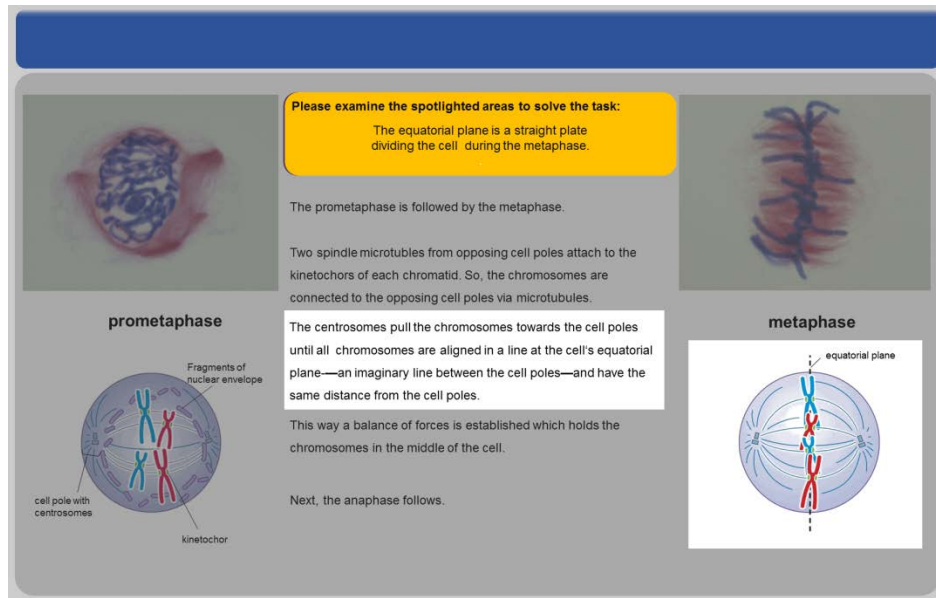 Please examine the spotlighted areas to solve the task:
The equatorial plane is a straight plate
dividing the cell during the metaphase.
The prometaphase is followed by the metaphase.
Two spindle microtubles from opposing cell poles attach to the
kinetochors of each chromatid. So, the chromosomes are
connected to the opposing cell poles via microtubules.
prometaphase
The centrosomes pull the chromosomes towards the cell poles
until all chromosomes are aligned in a line at the cell's equatorial
plane-—an imaginary line between the cell poles—and have the
same distance from the cell poles.
metaphase
Fragments of
nuclear envelope
equatorial plane
This way a balance of forces is established which holds the
chromosomes in the middle of the cell.
cell pole with
centrosomes
Next, the anaphase follows.
kinetochor